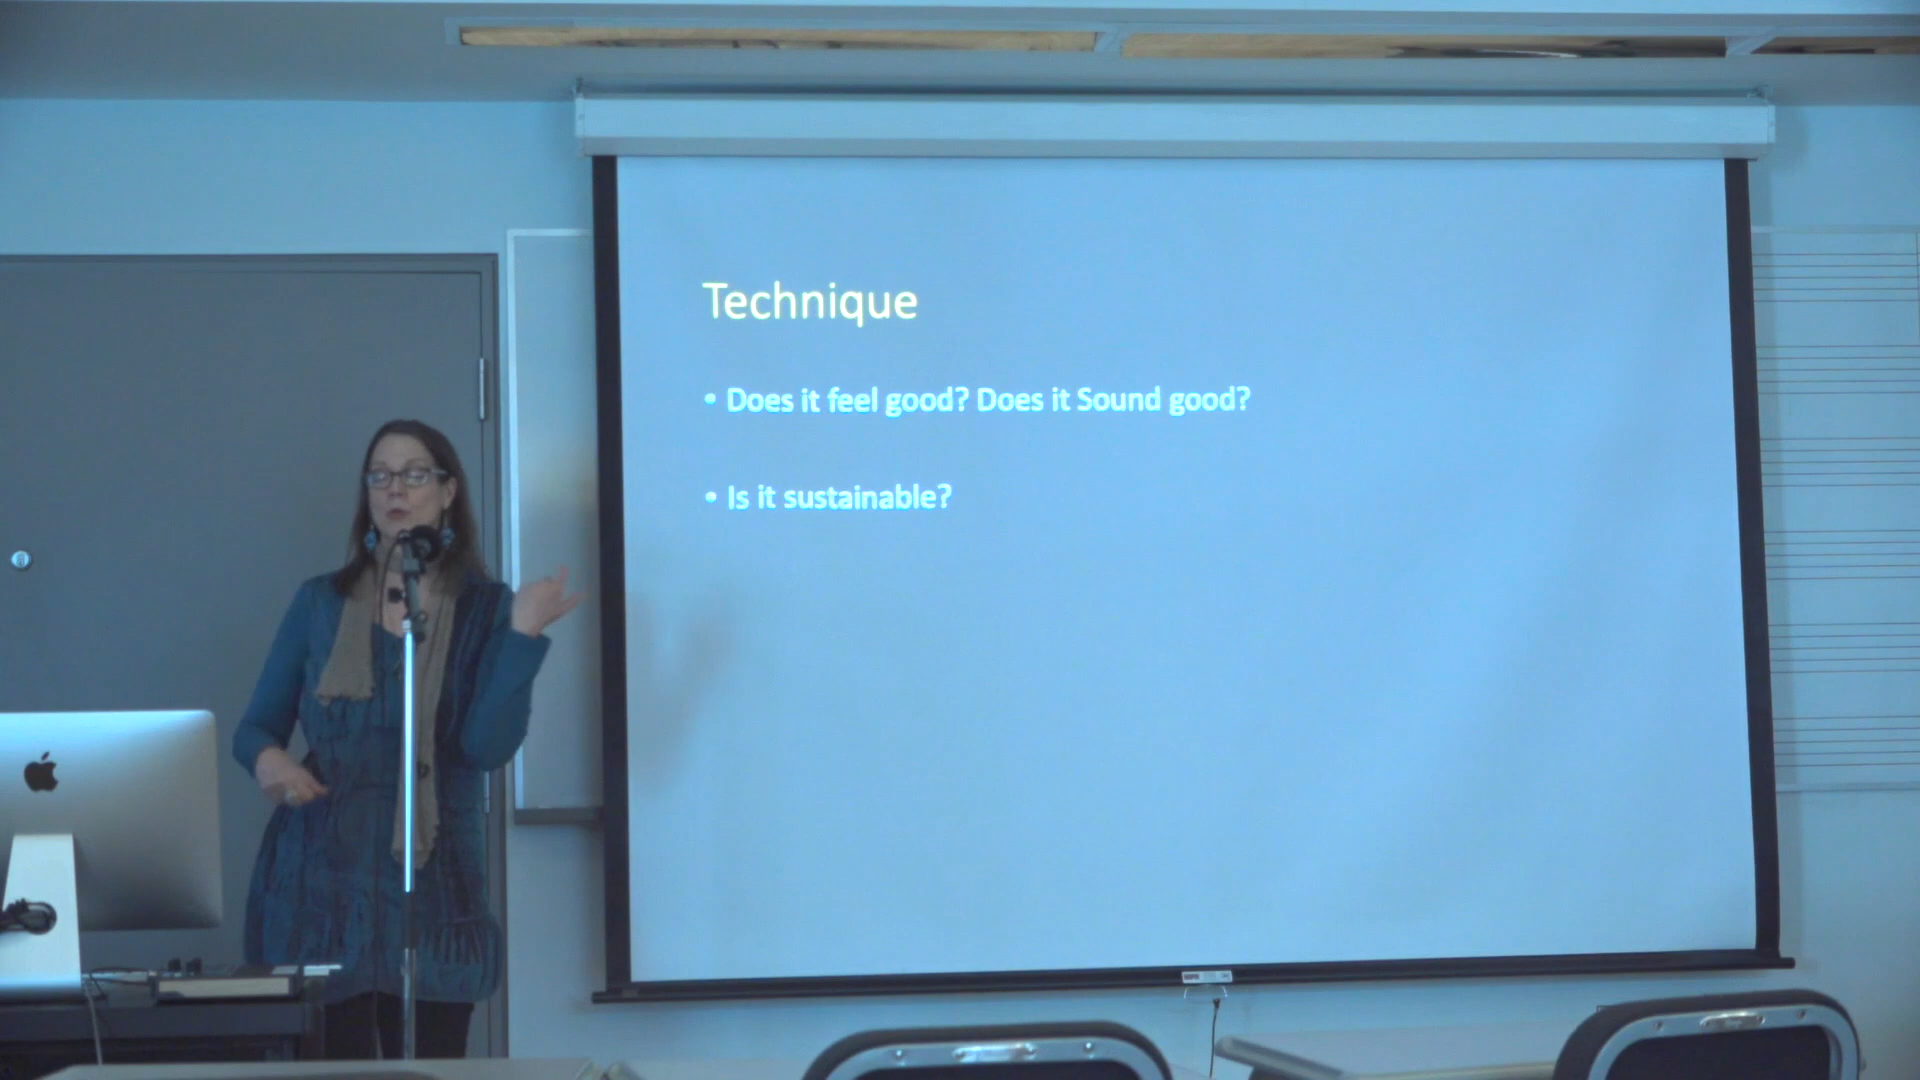 Technique
• Does it feel good? Does it Sound good?
• Is it sustainable?